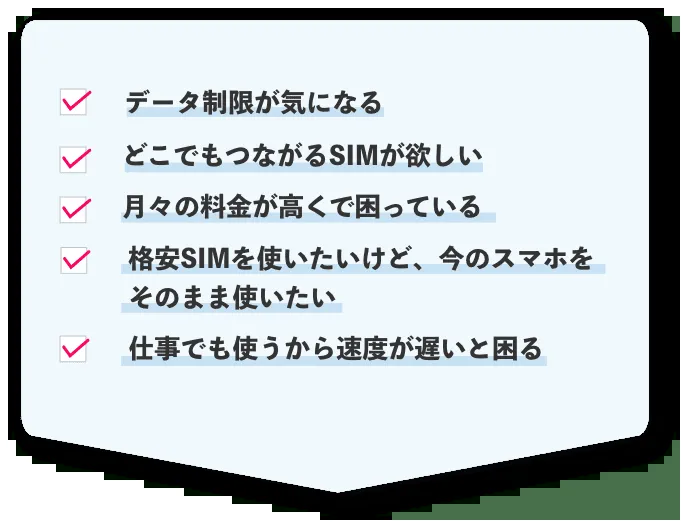 データ制限が気になる
どこでもつながるSIMが欲しい
月々の料金が高くて困っている
格安SIMを使いたいけど、今のスマホを
そのまま使いたい
仕事でも使うから速度が遅いと困る